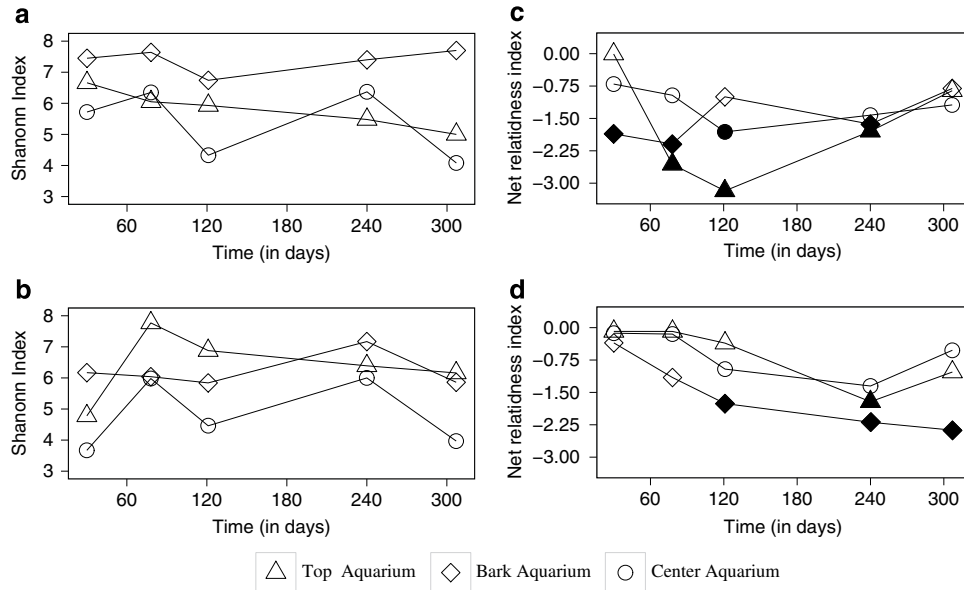 a
8
7
6
5
4
3
Shanonn Index
60 120 180 240 300
Time (in days)
c
0.00
−0.75
−1.50
−2.25
−3.00
Net relatidness index
60 120 180 240 300
Time (in days)
b
8
7
6
5
4
3
Shanonn Index
60 120 180 240 300
Time (in days)
d
0.00
−0.75
−1.50
−2.25
−3.00
Net relatidness index
60 120 180 240 300
Time (in days)
Top Aquarium Bark Aquarium Center Aquarium